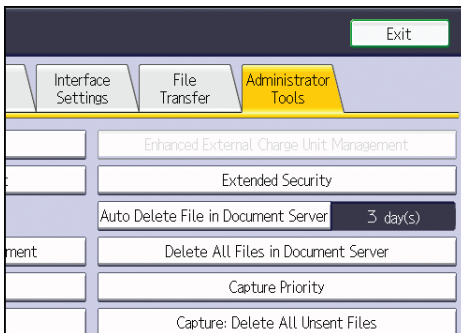 Exit
Interface
Settings
File
Transfer
Administrator
Tools
Enhanced External Charge Unit Management
Extended Security
Auto Delete File in Document Server
3 day(s)
ment
Delete All Files in Document Server
Capture Priority
Capture: Delete All Unsent Files